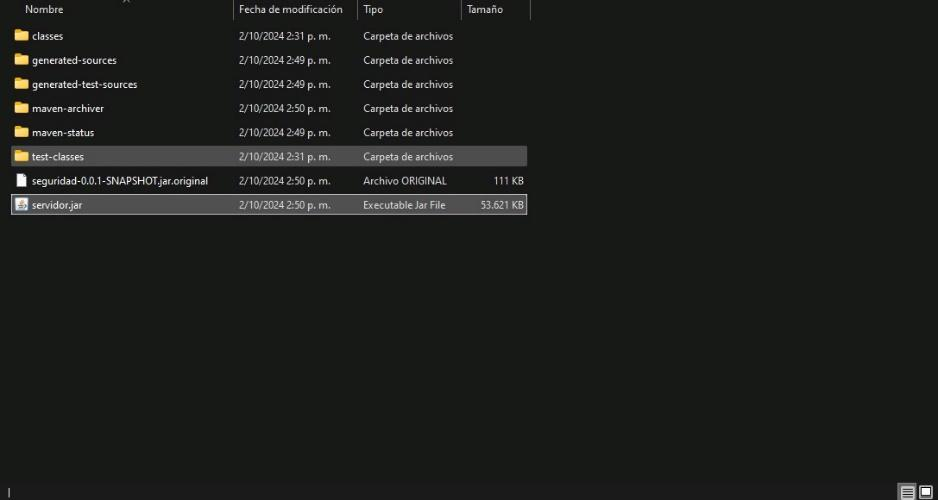 Nombre Fecha de modificación Tipo Tamaño
classes 2/10/2024 2:31 p. m. Carpeta de archivos
generated-sources 2/10/2024 2:49 p. m. Carpeta de archivos
generated-test-sources 2/10/2024 2:49 p. m. Carpeta de archivos
maven-archiver 2/10/2024 2:50 p. m. Carpeta de archivos
maven-status 2/10/2024 2:49 p. m. Carpeta de archivos
test-classes 2/10/2024 2:31 p. m. Carpeta de archivos
seguridad-0.0.1-SNAPSHOT.jar.original 2/10/2024 2:50 p. m. Archivo ORIGINAL 111 KB
servidor.jar 2/10/2024 2:50 p. m. Executable Jar File 53.621 KB